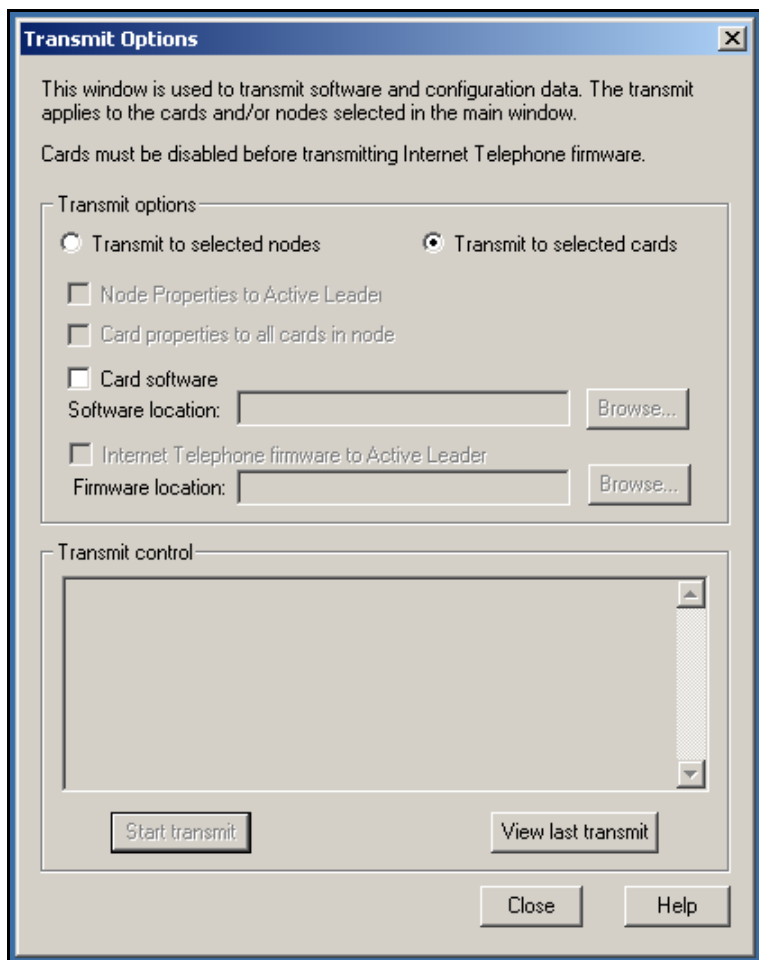 Transmit Options
This window is used to transmit software and configuration data. The transmit
applies to the cards and/or nodes selected in the main window.
Cards must be disabled before transmitting Internet Telephone firmware.
Transmit options
Transmit to selected nodes
Transmit to selected cards
Node Properties to Active Leader
Card properties to all cards in node
Card software
Software location:
Browse...
Internet Telephone firmware to Active Leader
Firmware location:
Browse...
Transmit control
Start transmit
View last transmit
Close
Help